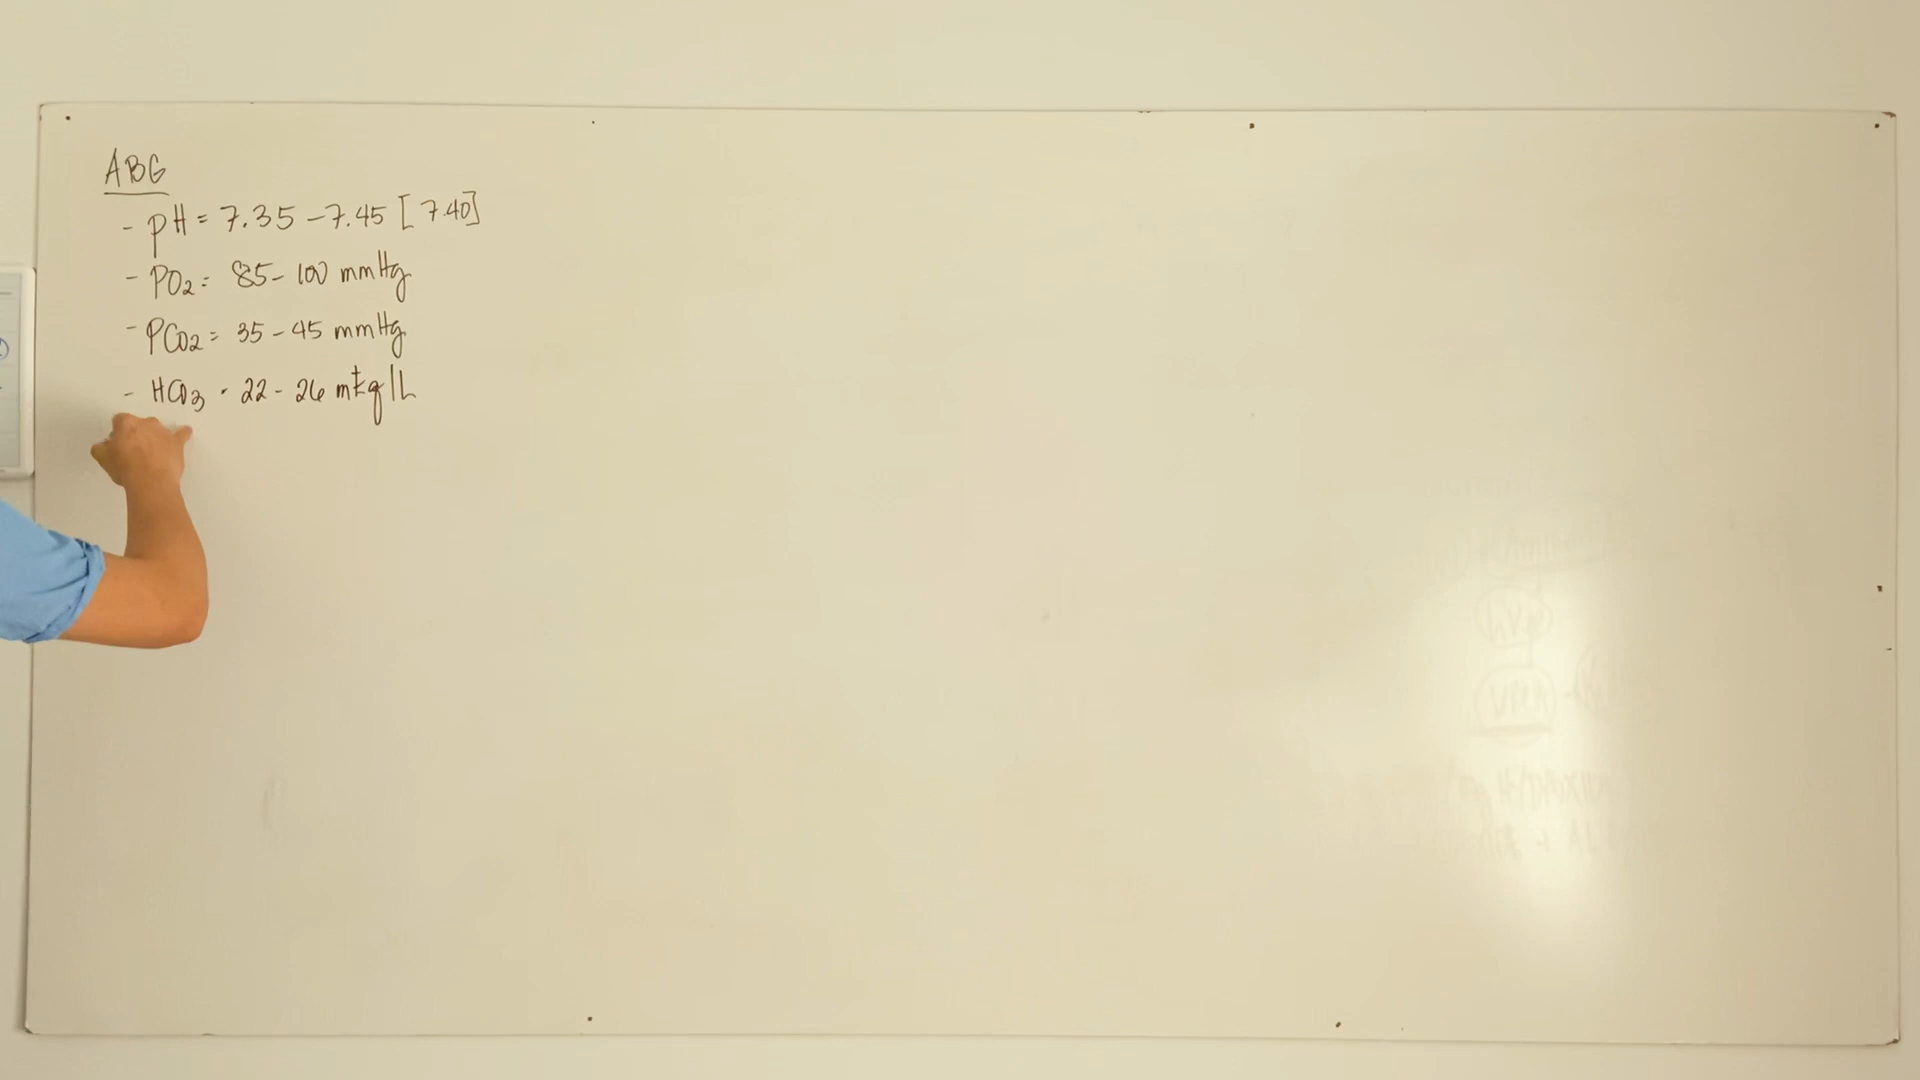 ABG
- pH = 7.35 - 7.45 [7.40]
- PO2 = 85 - 100 mmHg
- PCO2 = 35 - 45 mmHg
- HCO3 = 22 - 26 mEq/L